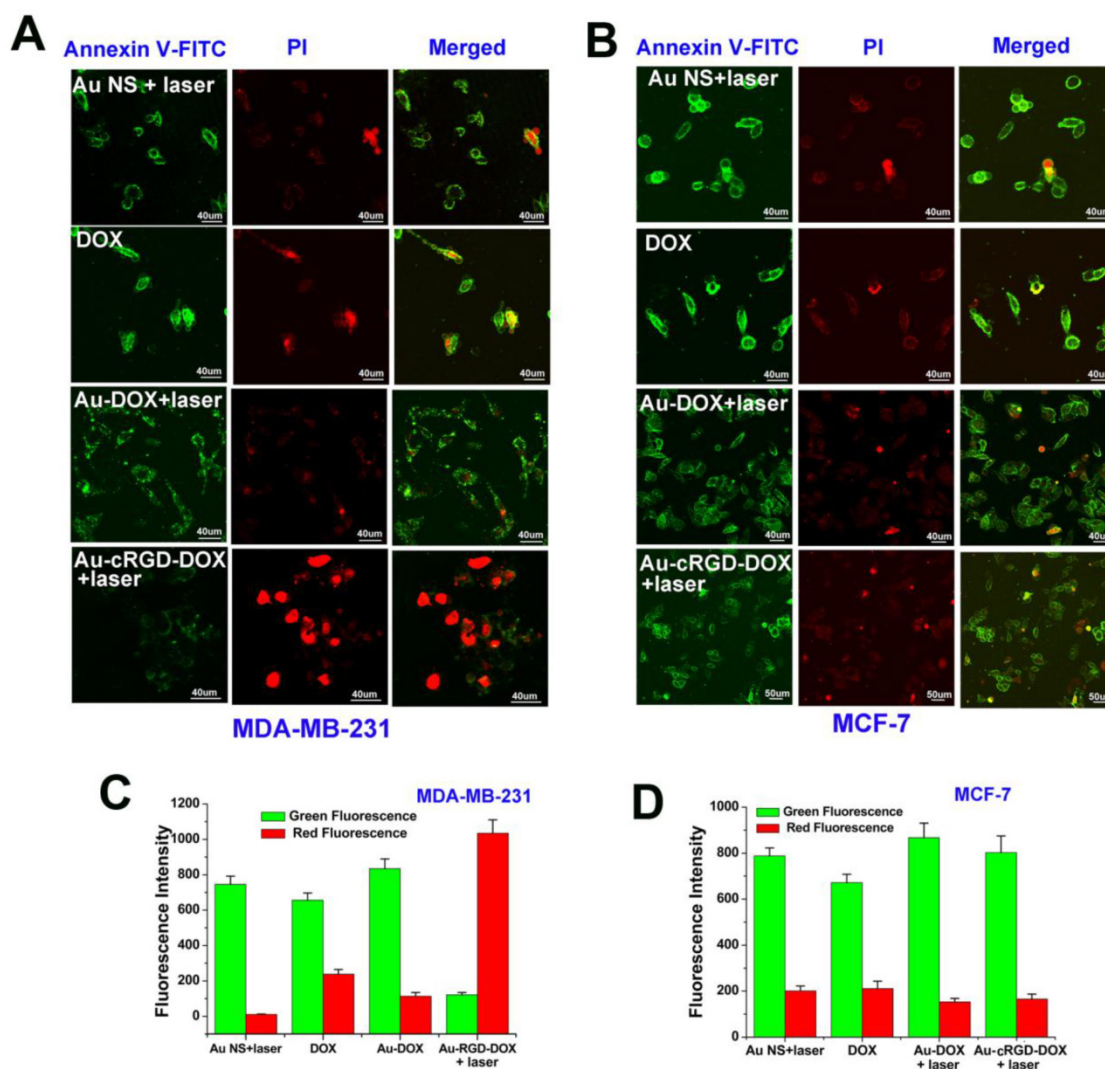 A
Annexin V-FITC PI Merged
Au NS + laser
40um 40um 40um
DOX
40um 40um 40um
Au-DOX+laser
40um 40um 40um
Au-cRGD-DOX
+laser
40um 40um 40um
MDA-MB-231
B
Annexin V-FITC PI Merged
Au NS+laser
40um 40um 40um
DOX
40um 40um 40um
Au-DOX+laser
40um 40um 40um
Au-cRGD-DOX
+laser
50um 50um 50um
MCF-7
C
MDA-MB-231
Green Fluorescence
Red Fluorescence
Fluorescence Intensity
1200
1000
800
600
400
200
0
Au NS+laser DOX Au-DOX Au-RGD-DOX
+ laser
D
MCF-7
Green Fluorescence
Red Fluorescence
Fluorescence Intensity
1000
800
600
400
200
0
Au NS+laser DOX Au-DOX Au-cRGD-DOX
+ laser + laser